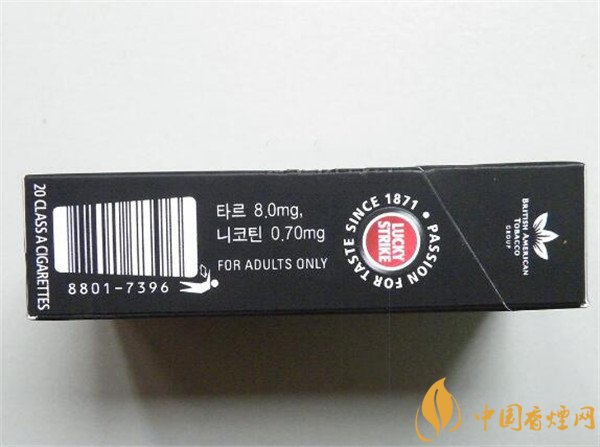 20 CLASS A CIGARETTES
8801-7396
타르 8.0mg,
니코틴 0.70mg
FOR ADULTS ONLY
PASSION FOR TASTE SINCE 1871 •
LUCKY
STRIKE
BRITISH AMERICAN
TOBACCO
GROUP
中国香烟网